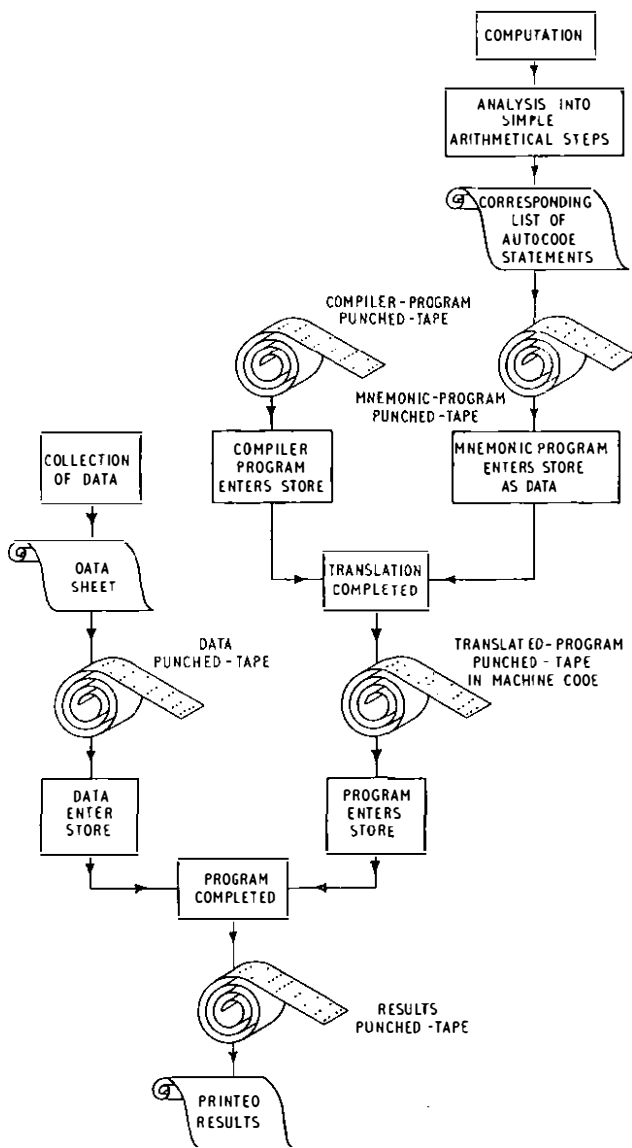 COMPUTATION
ANALYSIS INTO
SIMPLE
ARITHMETICAL STEPS
CORRESPONDING
LIST OF
AUTOCODE
STATEMENTS
COMPILER-PROGRAM
PUNCHED-TAPE
MNEMONIC-PROGRAM
PUNCHED-TAPE
COLLECTION
OF DATA
COMPILER
PROGRAM
ENTERS STORE
MNEMONIC PROGRAM
ENTERS STORE
AS DATA
DATA
SHEET
TRANSLATION
COMPLETED
DATA
PUNCHED-TAPE
TRANSLATED-PROGRAM
PUNCHED-TAPE
IN MACHINE CODE
DATA
ENTER
STORE
PROGRAM
ENTERS
STORE
PROGRAM
COMPLETED
RESULTS
PUNCHED-TAPE
PRINTED
RESULTS